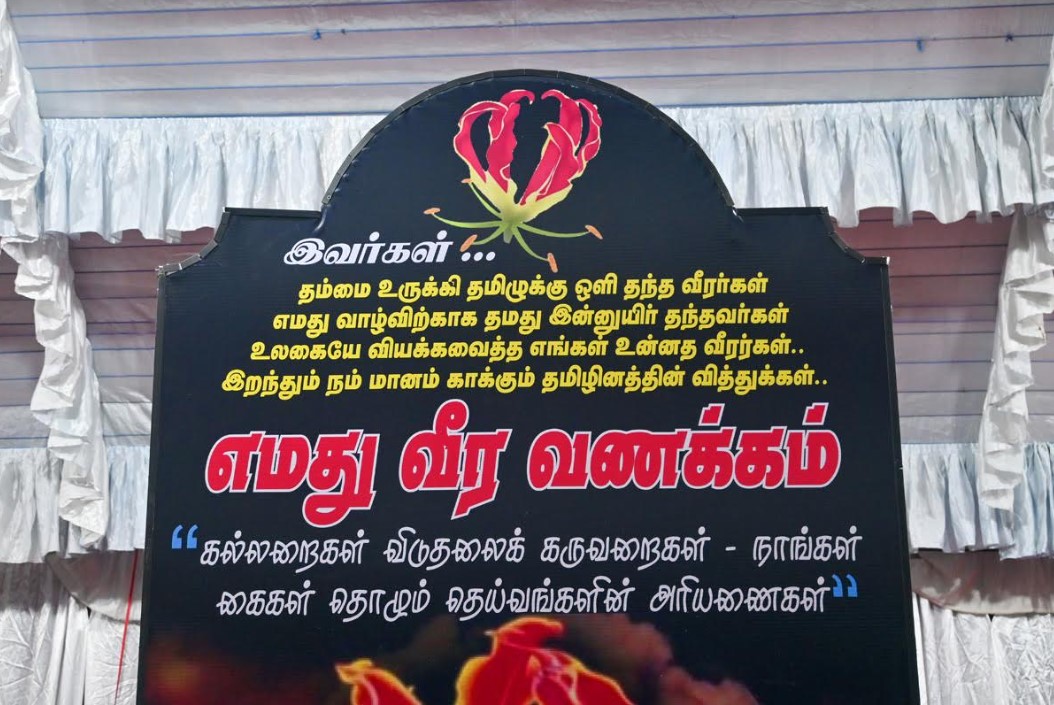 இவர்கள் ...
தம்மை உருக்கி தமிழுக்கு ஒளி தந்த வீரர்கள்
எமது வாழ்விற்காக தமது இன்னுயிர் தந்தவர்கள்
உலகையே வியக்கவைத்த எங்கள் உன்னத வீரர்கள்..
இறந்தும் நம் மானம் காக்கும் தமிழினத்தின் வித்துக்கள்..
எமது வீர வணக்கம்
“கல்லறைகள் விடுதலைக் கருவறைகள் - நாங்கள்
கைகள் தொழும் தெய்வங்களின் அரியணைகள்”